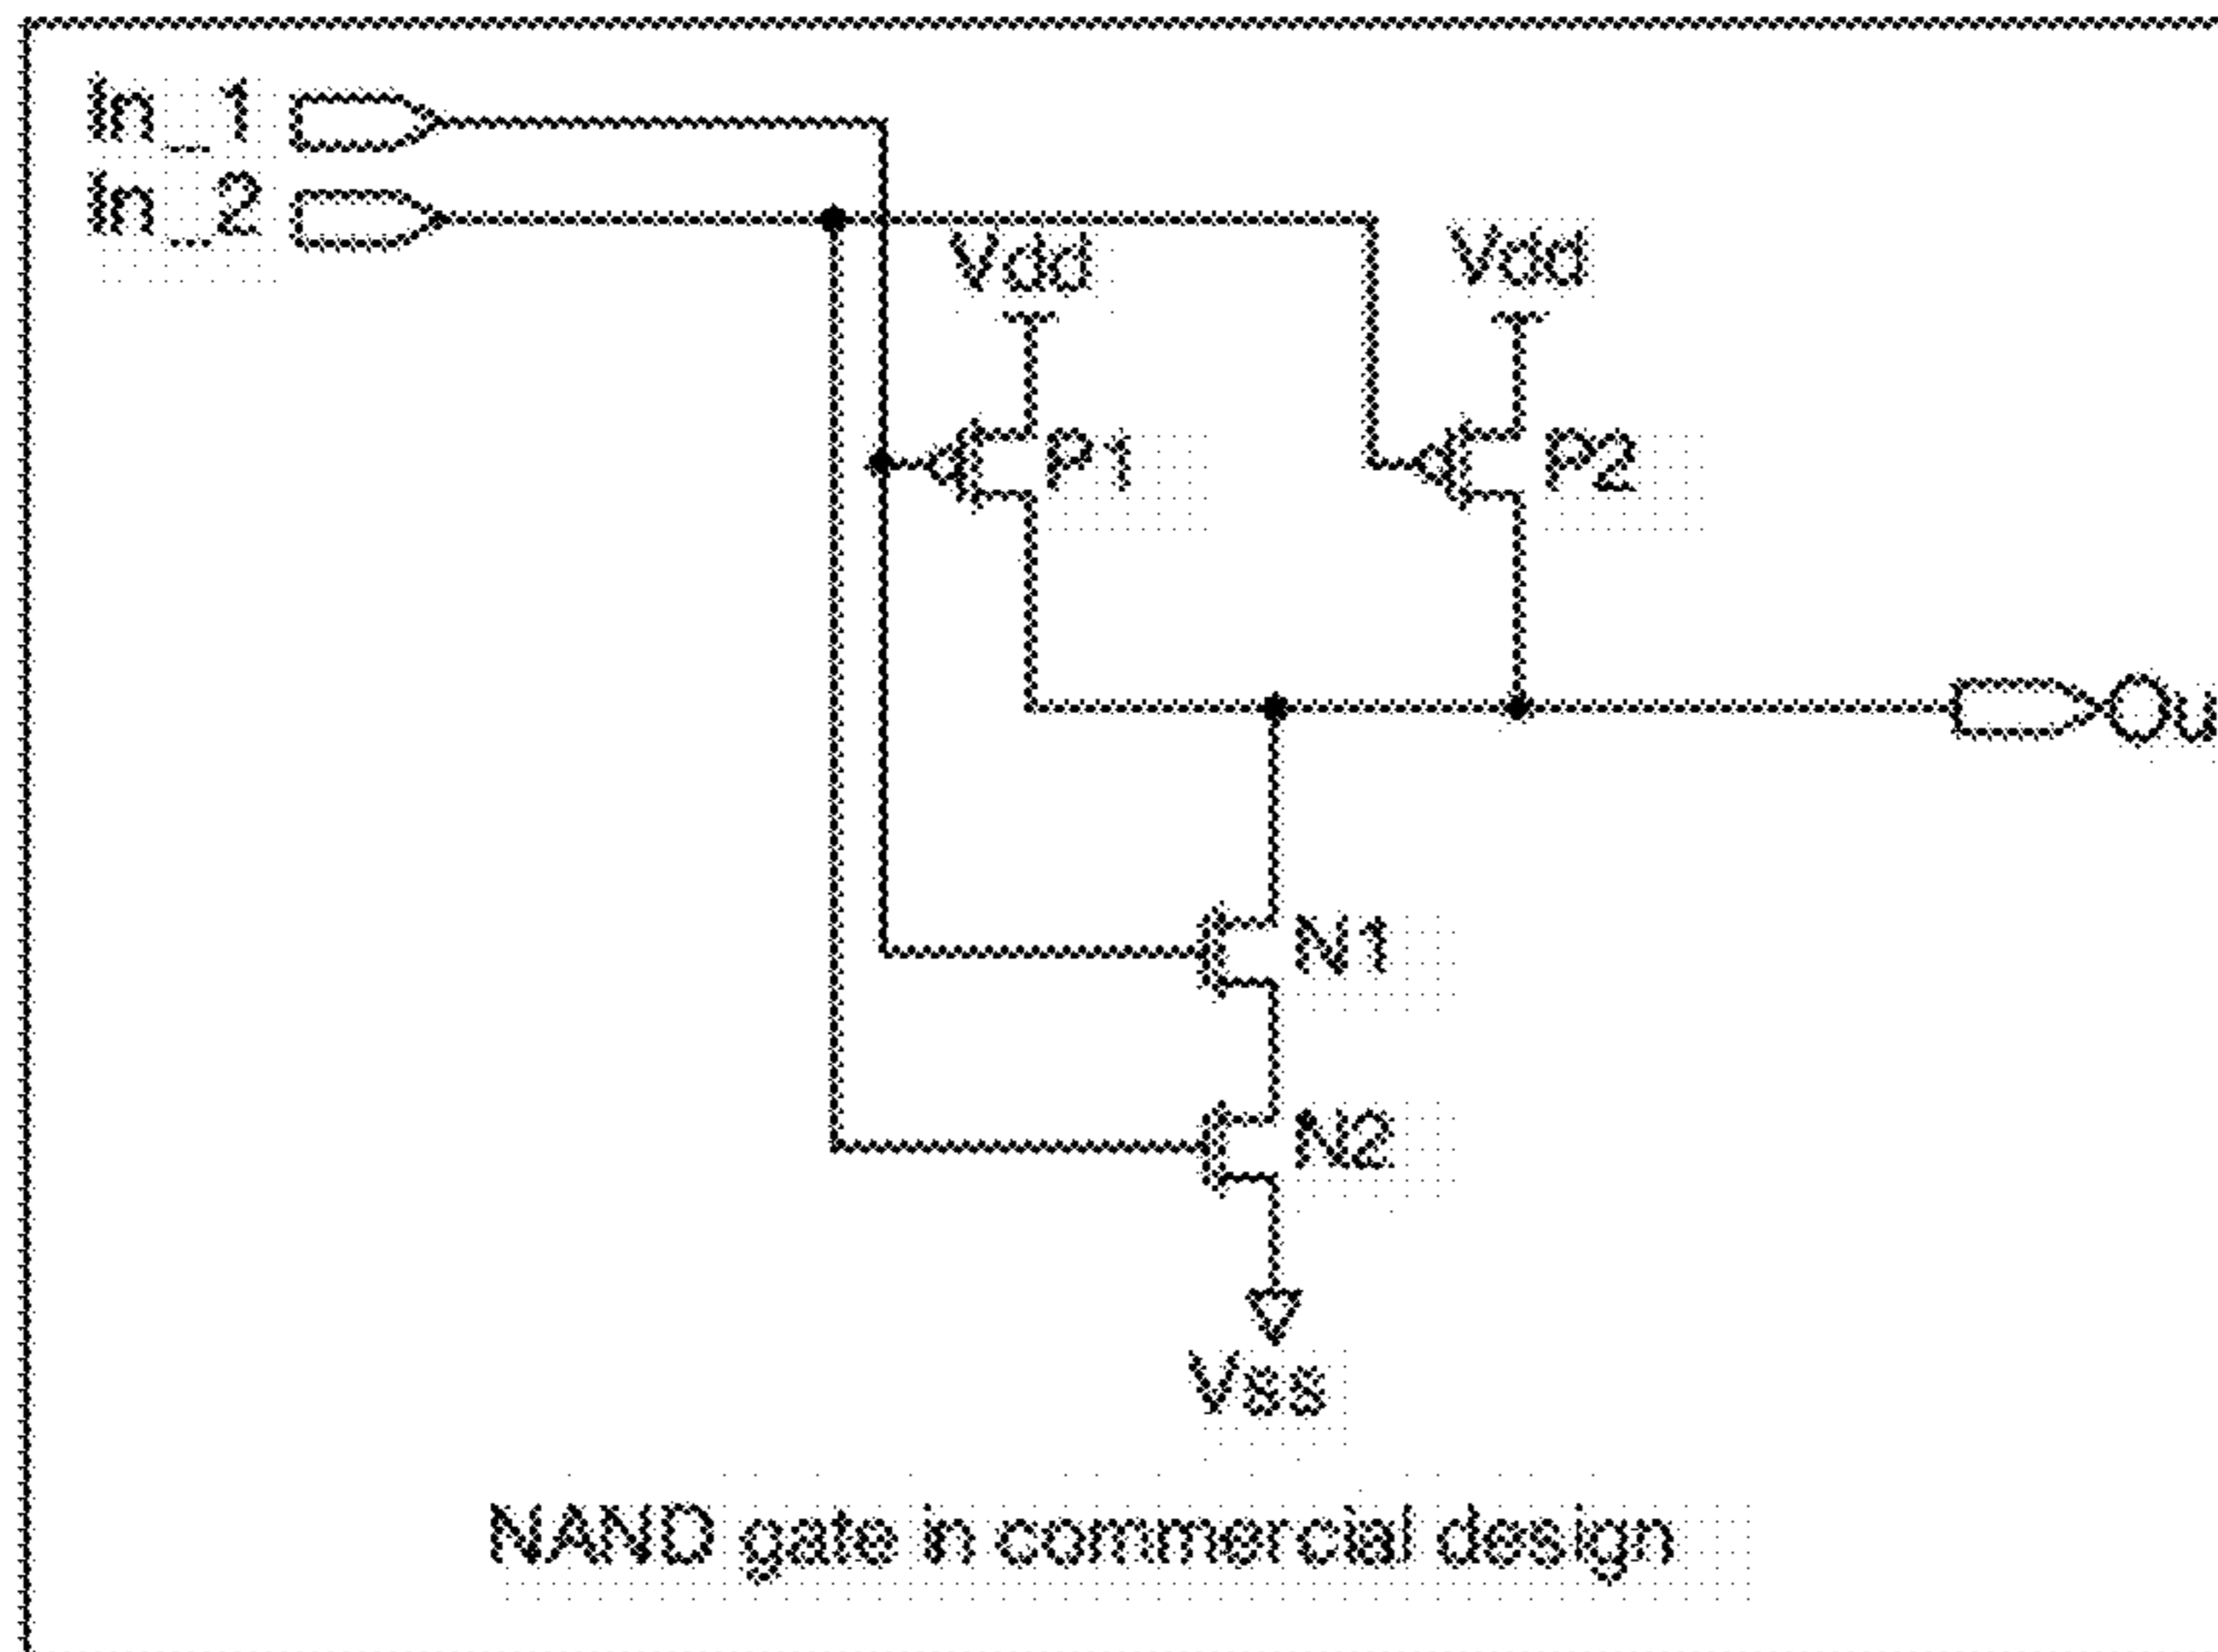 In_1
In_2
Vdd
Vdd
P1
P2
N1
N2
Vss
NAND gate in commercial design